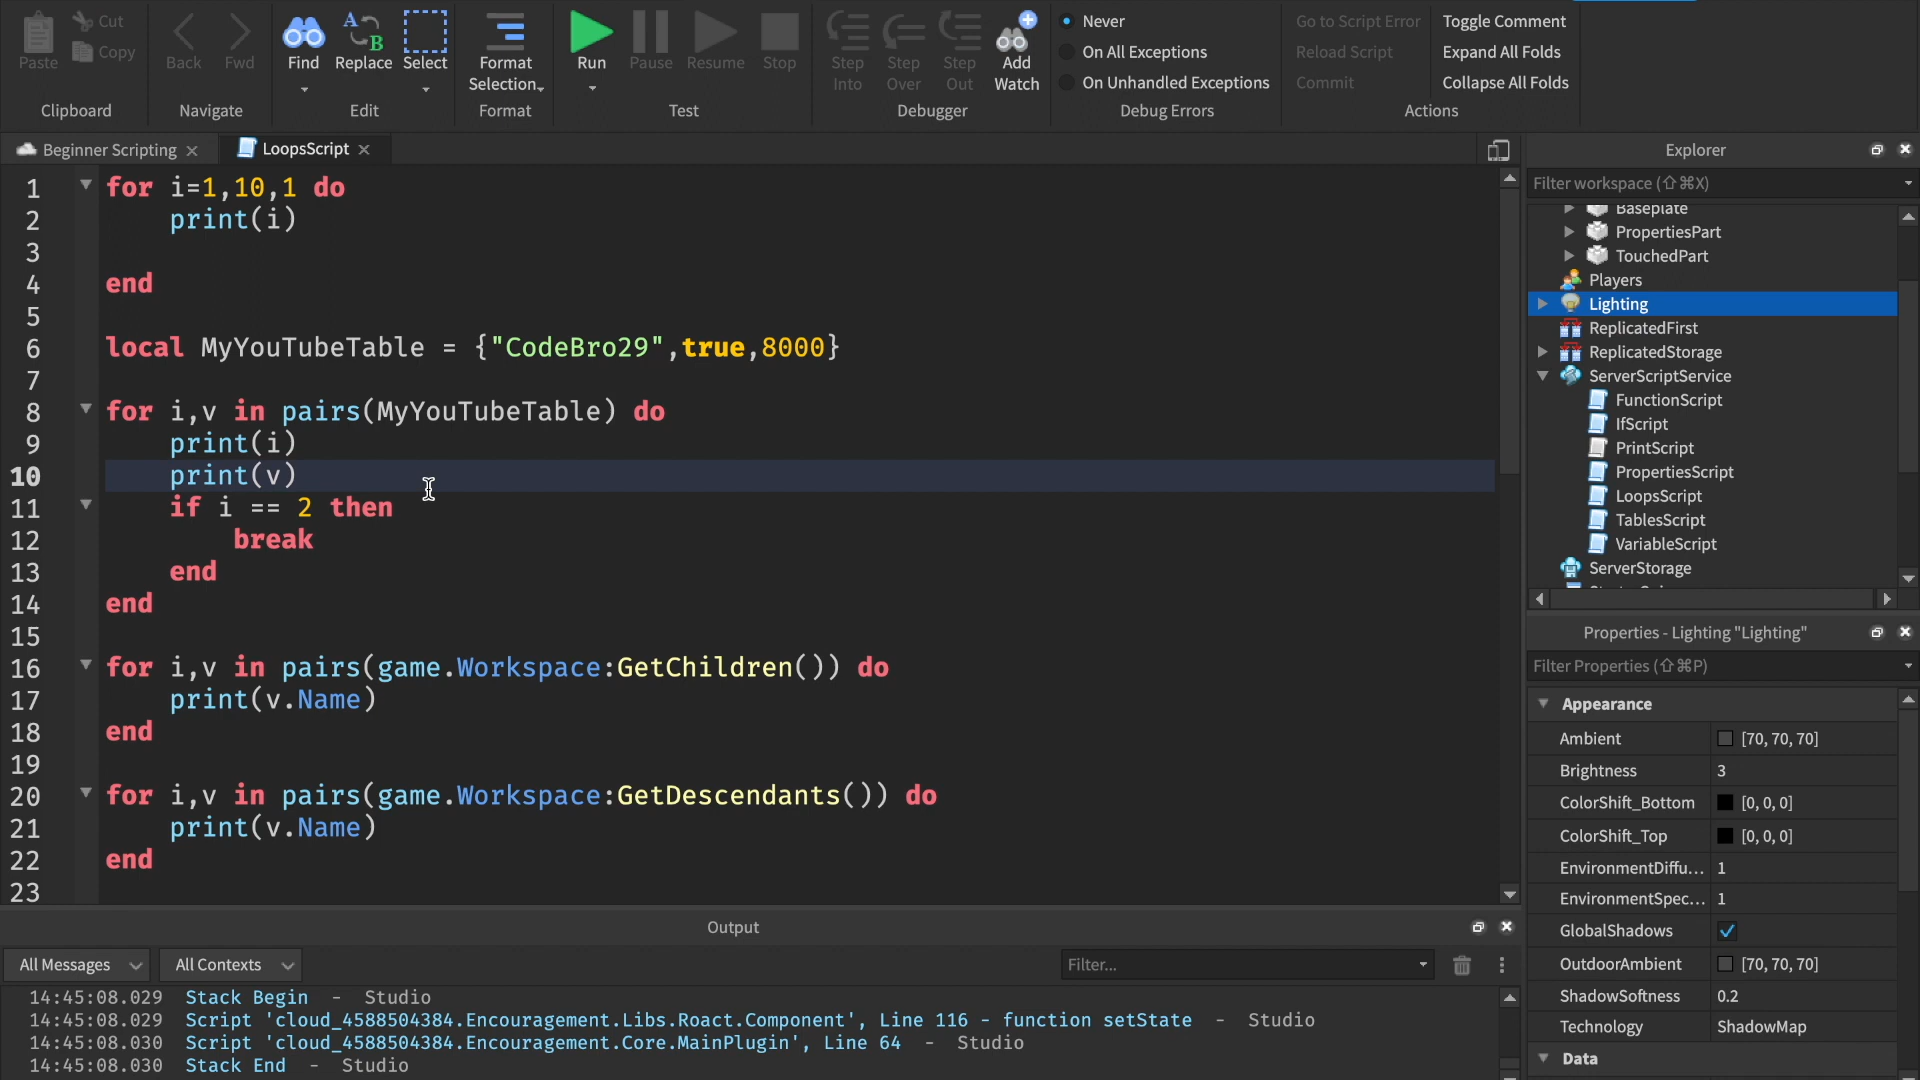 Paste
Cut
Copy
Clipboard
Back
Fwd
Navigate
Find
Replace
Select
Edit
Format
Selection
Format
Run
Pause
Resume
Stop
Test
Step
Into
Step
Over
Step
Out
Add
Watch
Debugger
Never
On All Exceptions
On Unhandled Exceptions
Debug Errors
Go to Script Error
Reload Script
Commit
Toggle Comment
Expand All Folds
Collapse All Folds
Actions
Beginner Scripting
LoopsScript
1 for i=1,10,1 do
2 print(i)
3
4 end
5
6 local MyYouTubeTable = {"CodeBro29",true,8000}
7
8 for i,v in pairs(MyYouTubeTable) do
9 print(i)
10 print(v)
11 if i == 2 then
12 break
13 end
14 end
15
16 for i,v in pairs(game.Workspace:GetChildren()) do
17 print(v.Name)
18 end
19
20 for i,v in pairs(game.Workspace:GetDescendants()) do
21 print(v.Name)
22 end
23
Explorer
Filter workspace (⇧⌘X)
Baseplate
PropertiesPart
TouchedPart
Players
Lighting
ReplicatedFirst
ReplicatedStorage
ServerScriptService
FunctionScript
IfScript
PrintScript
PropertiesScript
LoopsScript
TablesScript
VariableScript
ServerStorage
Properties - Lighting "Lighting"
Filter Properties (⇧⌘P)
Appearance
Ambient [70, 70, 70]
Brightness 3
ColorShift_Bottom [0, 0, 0]
ColorShift_Top [0, 0, 0]
EnvironmentDiffu... 1
EnvironmentSpec... 1
GlobalShadows
OutdoorAmbient [70, 70, 70]
ShadowSoftness 0.2
Technology ShadowMap
Data
Output
All Messages
All Contexts
Filter...
14:45:08.029 Stack Begin - Studio
14:45:08.029 Script 'cloud_4588504384.Encouragement.Libs.Roact.Component', Line 116 - function setState - Studio
14:45:08.030 Script 'cloud_4588504384.Encouragement.Core.MainPlugin', Line 64 - Studio
14:45:08.030 Stack End - Studio